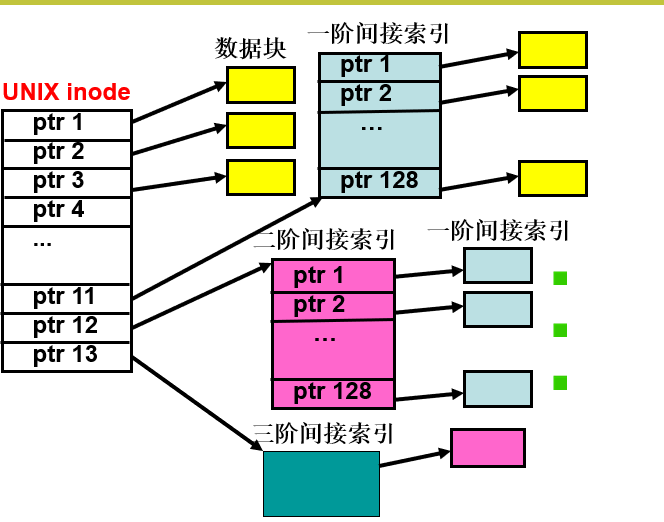 数据块
一阶间接索引
UNIX inode
ptr 1
ptr 2
ptr 3
ptr 4
...
ptr 11
ptr 12
ptr 13
ptr 1
ptr 2
...
ptr 128
二阶间接索引
一阶间接索引
ptr 1
ptr 2
...
ptr 128
三阶间接索引